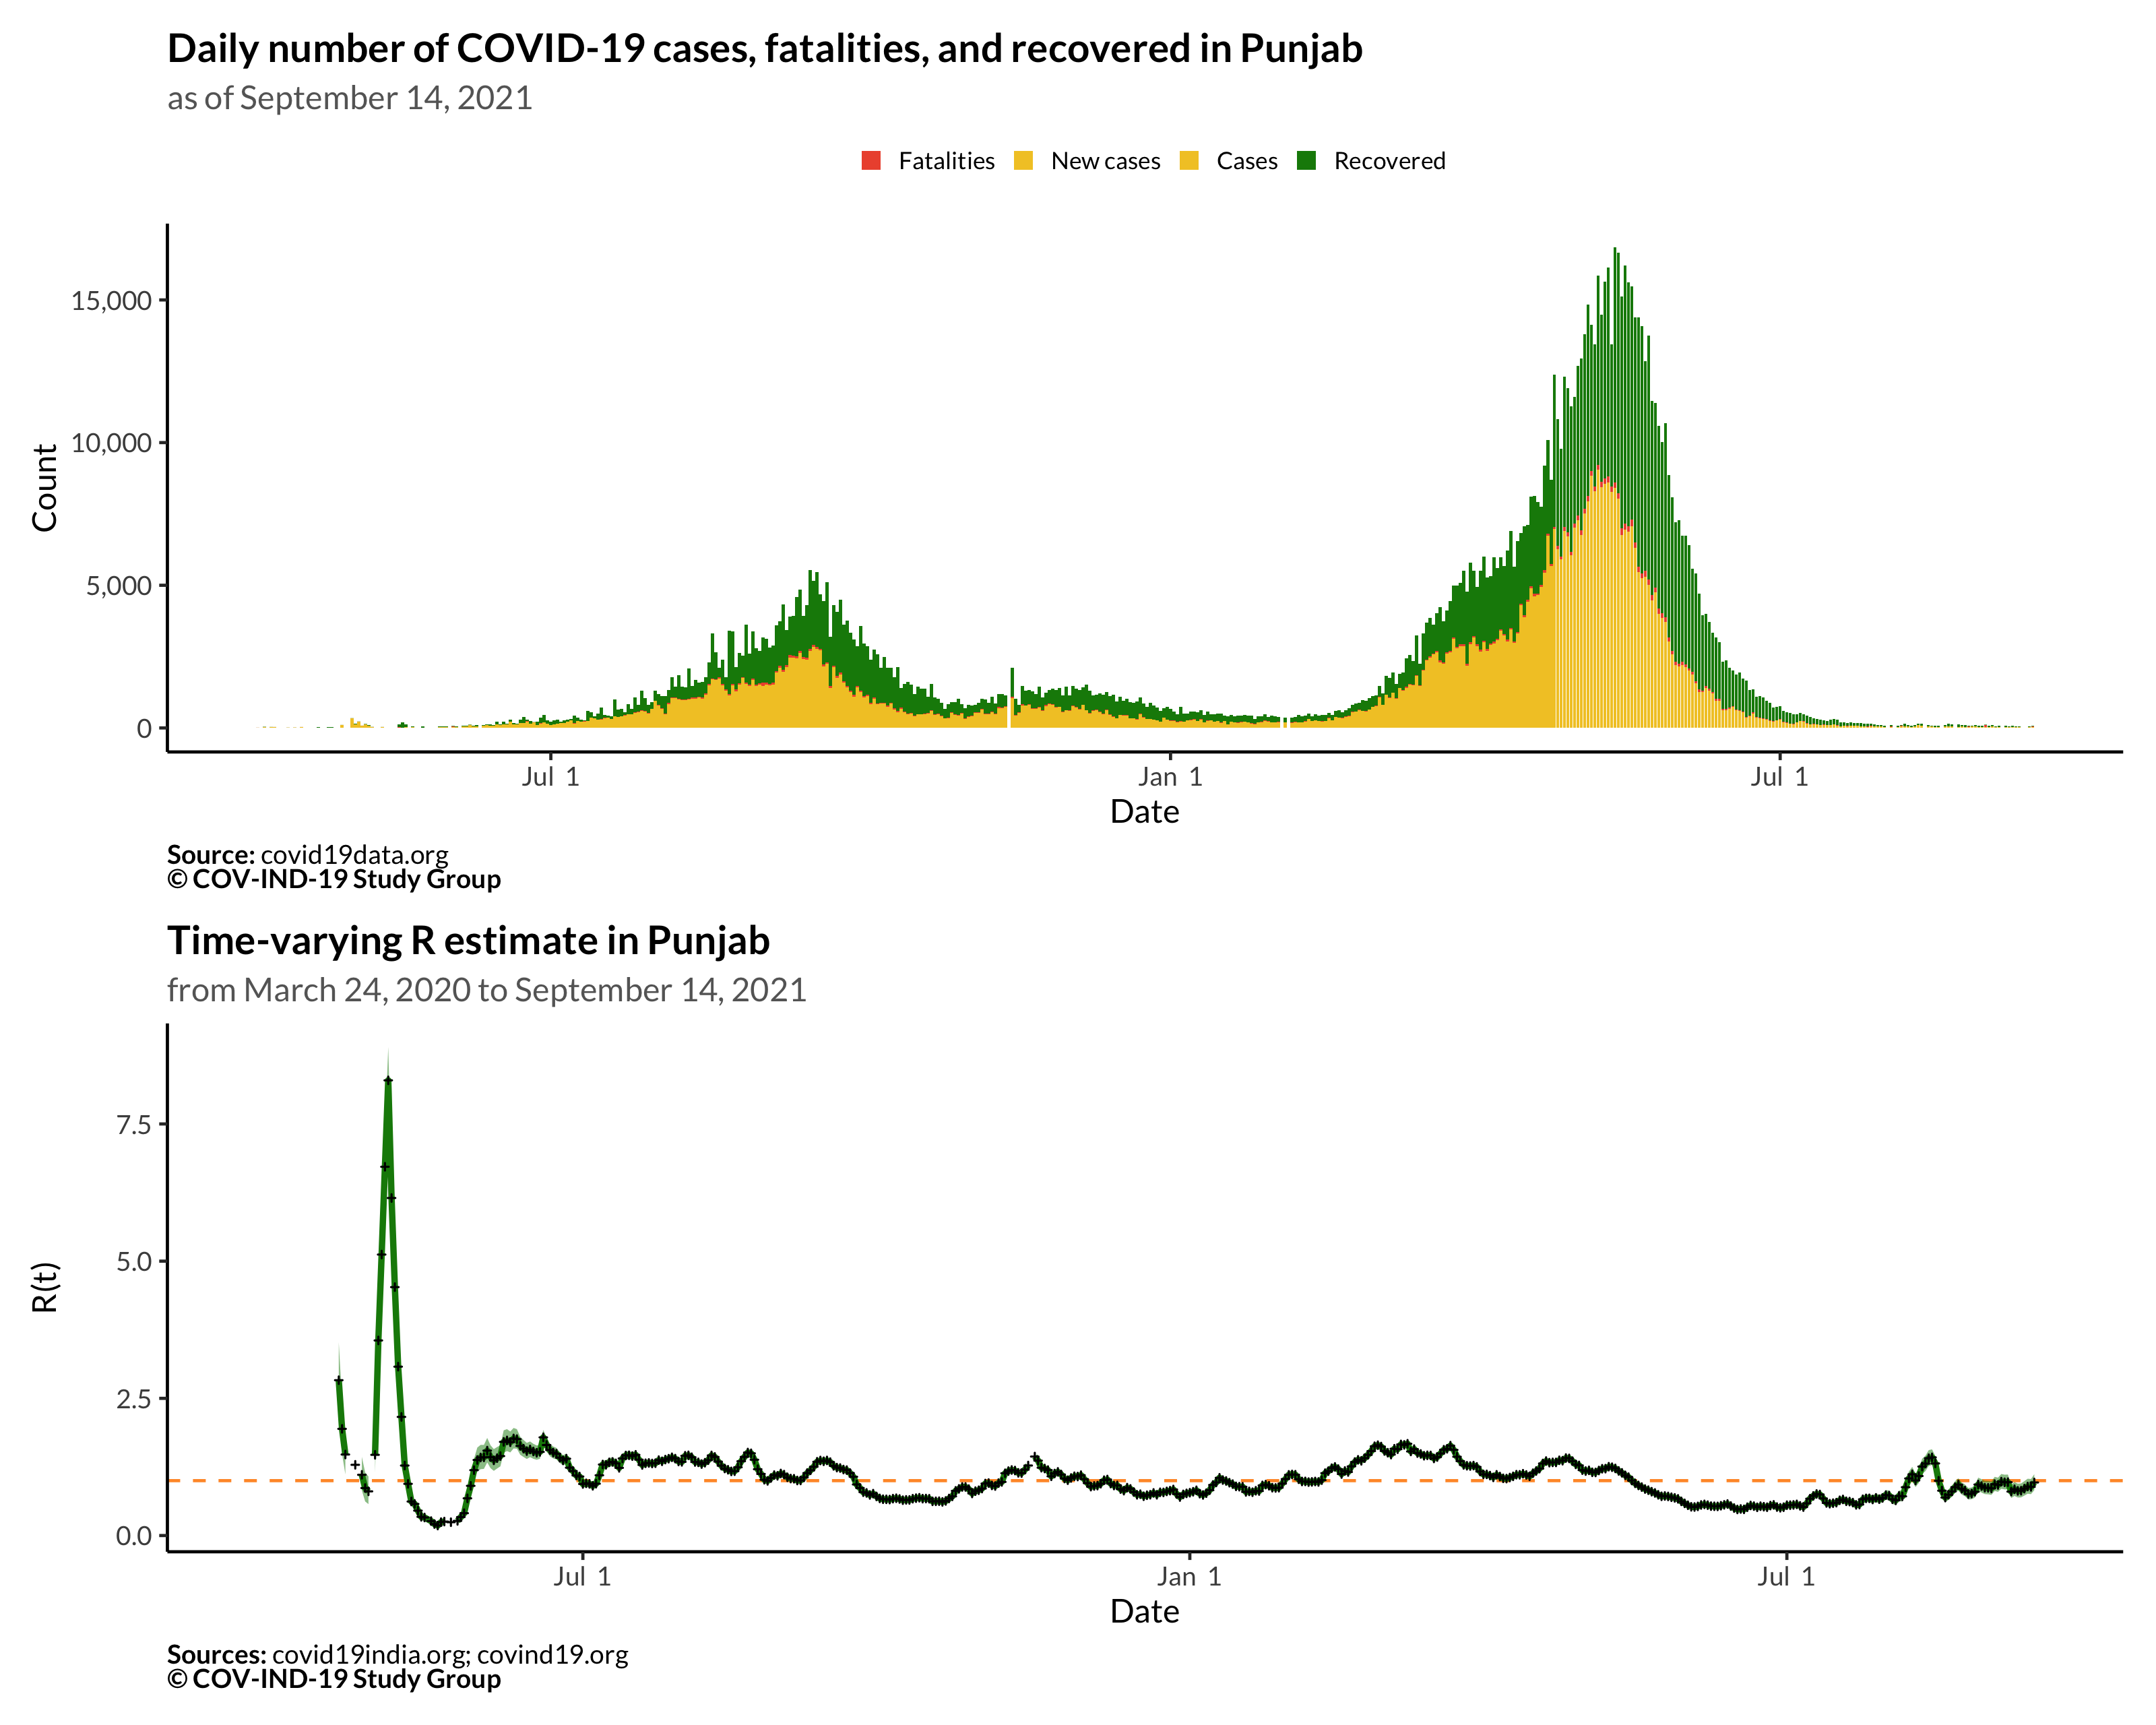 Daily number of COVID-19 cases, fatalities, and recovered in Punjab
as of September 14, 2021
Fatalities New cases Cases Recovered
Count
15,000
10,000
5,000
0
Jul 1 Jan 1 Jul 1
Date
Source: covid19data.org
© COV-IND-19 Study Group
Time-varying R estimate in Punjab
from March 24, 2020 to September 14, 2021
R(t)
7.5
5.0
2.5
0.0
Jul 1 Jan 1 Jul 1
Date
Sources: covid19india.org; covind19.org
© COV-IND-19 Study Group